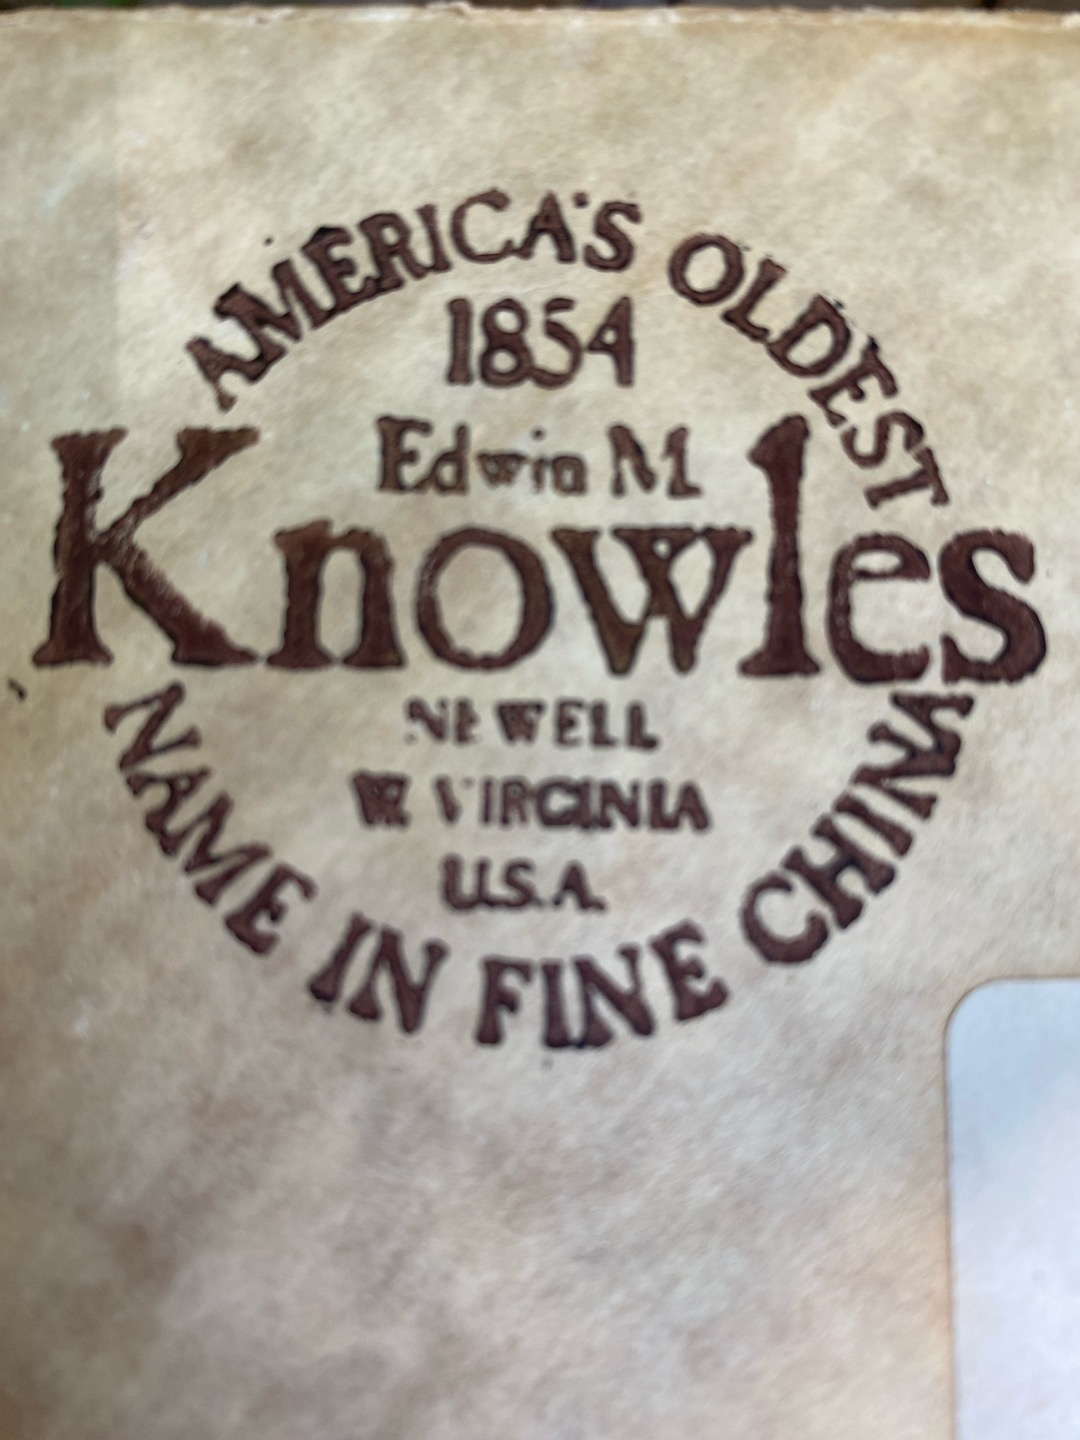 AMERICA'S OLDEST
1854
Edwin M
Knowles
NEWELL
W. VIRGINIA
U.S.A.
NAME IN FINE CHINA